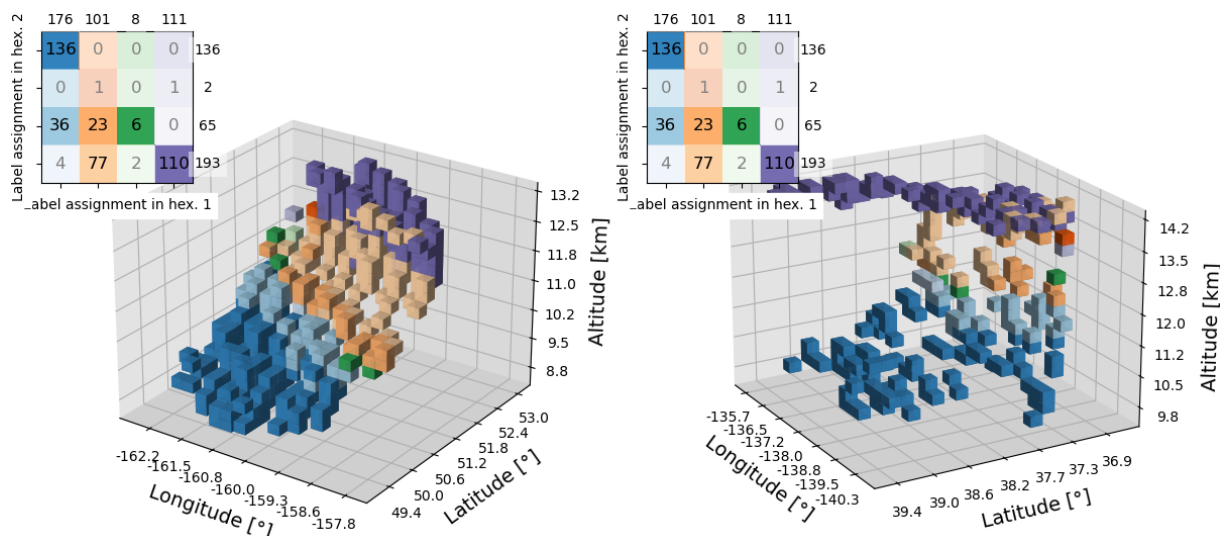 176 101 8 111
Label assignment in hex. 2
136 0 0 0 136
0 1 0 1 2
36 23 6 0 65
4 77 2 110 193
Label assignment in hex. 1
13.2
12.5
11.8
11.0
10.2
9.5
8.8
Altitude [km]
-162.2
-161.5
-160.8
-160.0
-159.3
-158.6
-157.8
Longitude [°]
53.0
52.4
51.8
51.2
50.6
50.0
49.4
Latitude [°]
176 101 8 111
Label assignment in hex. 2
136 0 0 0 136
0 1 0 1 2
36 23 6 0 65
4 77 2 110 193
Label assignment in hex. 1
14.2
13.5
12.8
12.0
11.2
10.5
9.8
Altitude [km]
-135.7
-136.5
-137.2
-138.0
-138.8
-139.5
-140.3
Longitude [°]
36.9
37.3
37.7
38.2
38.6
39.0
39.4
Latitude [°]